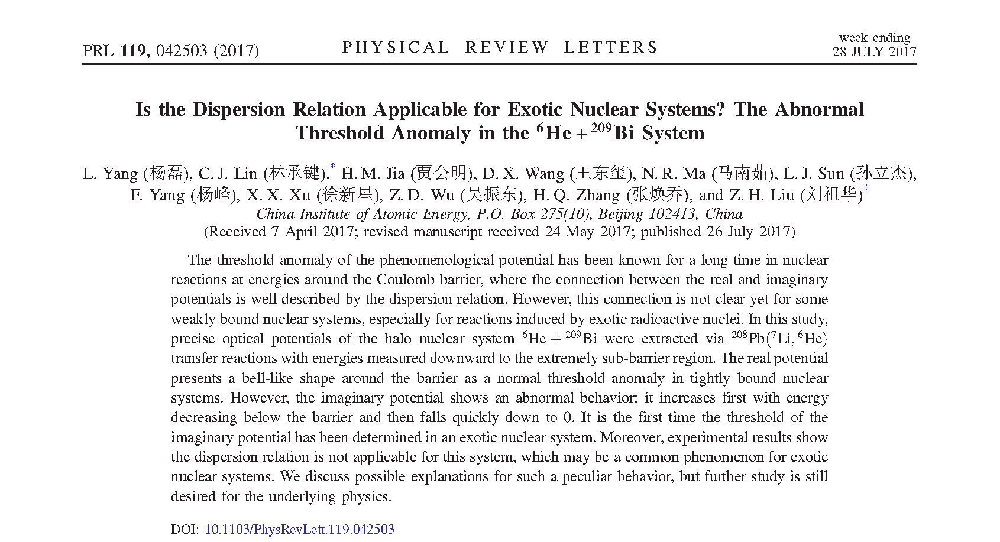 PRL 119, 042503 (2017)
PHYSICAL REVIEW LETTERS
week ending
28 JULY 2017
Is the Dispersion Relation Applicable for Exotic Nuclear Systems? The Abnormal
Threshold Anomaly in the ⁶He + ²⁰⁹Bi System
L. Yang (杨磊), C. J. Lin (林承键),* H. M. Jia (贾会明), D. X. Wang (王东玺), N. R. Ma (马南茹), L. J. Sun (孙立杰),
F. Yang (杨峰), X. X. Xu (徐新星), Z. D. Wu (吴振东), H. Q. Zhang (张焕乔), and Z. H. Liu (刘祖华)†
China Institute of Atomic Energy, P.O. Box 275(10), Beijing 102413, China
(Received 7 April 2017; revised manuscript received 24 May 2017; published 26 July 2017)
The threshold anomaly of the phenomenological potential has been known for a long time in nuclear
reactions at energies around the Coulomb barrier, where the connection between the real and imaginary
potentials is well described by the dispersion relation. However, this connection is not clear yet for some
weakly bound nuclear systems, especially for reactions induced by exotic radioactive nuclei. In this study,
precise optical potentials of the halo nuclear system ⁶He + ²⁰⁹Bi were extracted via ²⁰⁸Pb(⁷Li, ⁶He)
transfer reactions with energies measured downward to the extremely sub-barrier region. The real potential
presents a bell-like shape around the barrier as a normal threshold anomaly in tightly bound nuclear
systems. However, the imaginary potential shows an abnormal behavior: it increases first with energy
decreasing below the barrier and then falls quickly down to 0. It is the first time the threshold of the
imaginary potential has been determined in an exotic nuclear system. Moreover, experimental results show
the dispersion relation is not applicable for this system, which may be a common phenomenon for exotic
nuclear systems. We discuss possible explanations for such a peculiar behavior, but further study is still
desired for the underlying physics.
DOI: 10.1103/PhysRevLett.119.042503